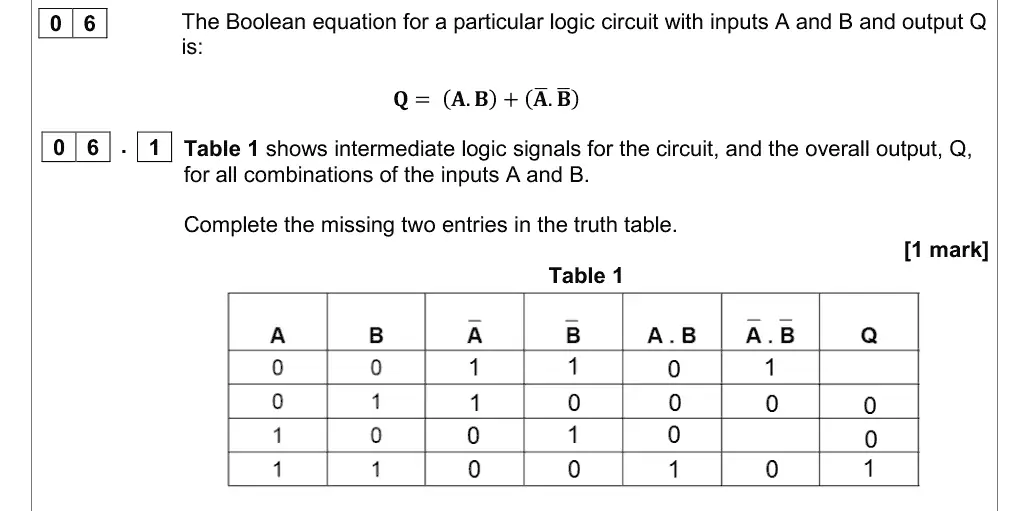 0 6 The Boolean equation for a particular logic circuit with inputs A and B and output Q
is:
Q = (A. B) + (A̅. B̅)
0 6 . 1 Table 1 shows intermediate logic signals for the circuit, and the overall output, Q,
for all combinations of the inputs A and B.
Complete the missing two entries in the truth table.
[1 mark]
Table 1
A B A̅ B̅ A . B A̅ . B̅ Q
0 0 1 1 0 1
0 1 1 0 0 0 0
1 0 0 1 0 0
1 1 0 0 1 0 1